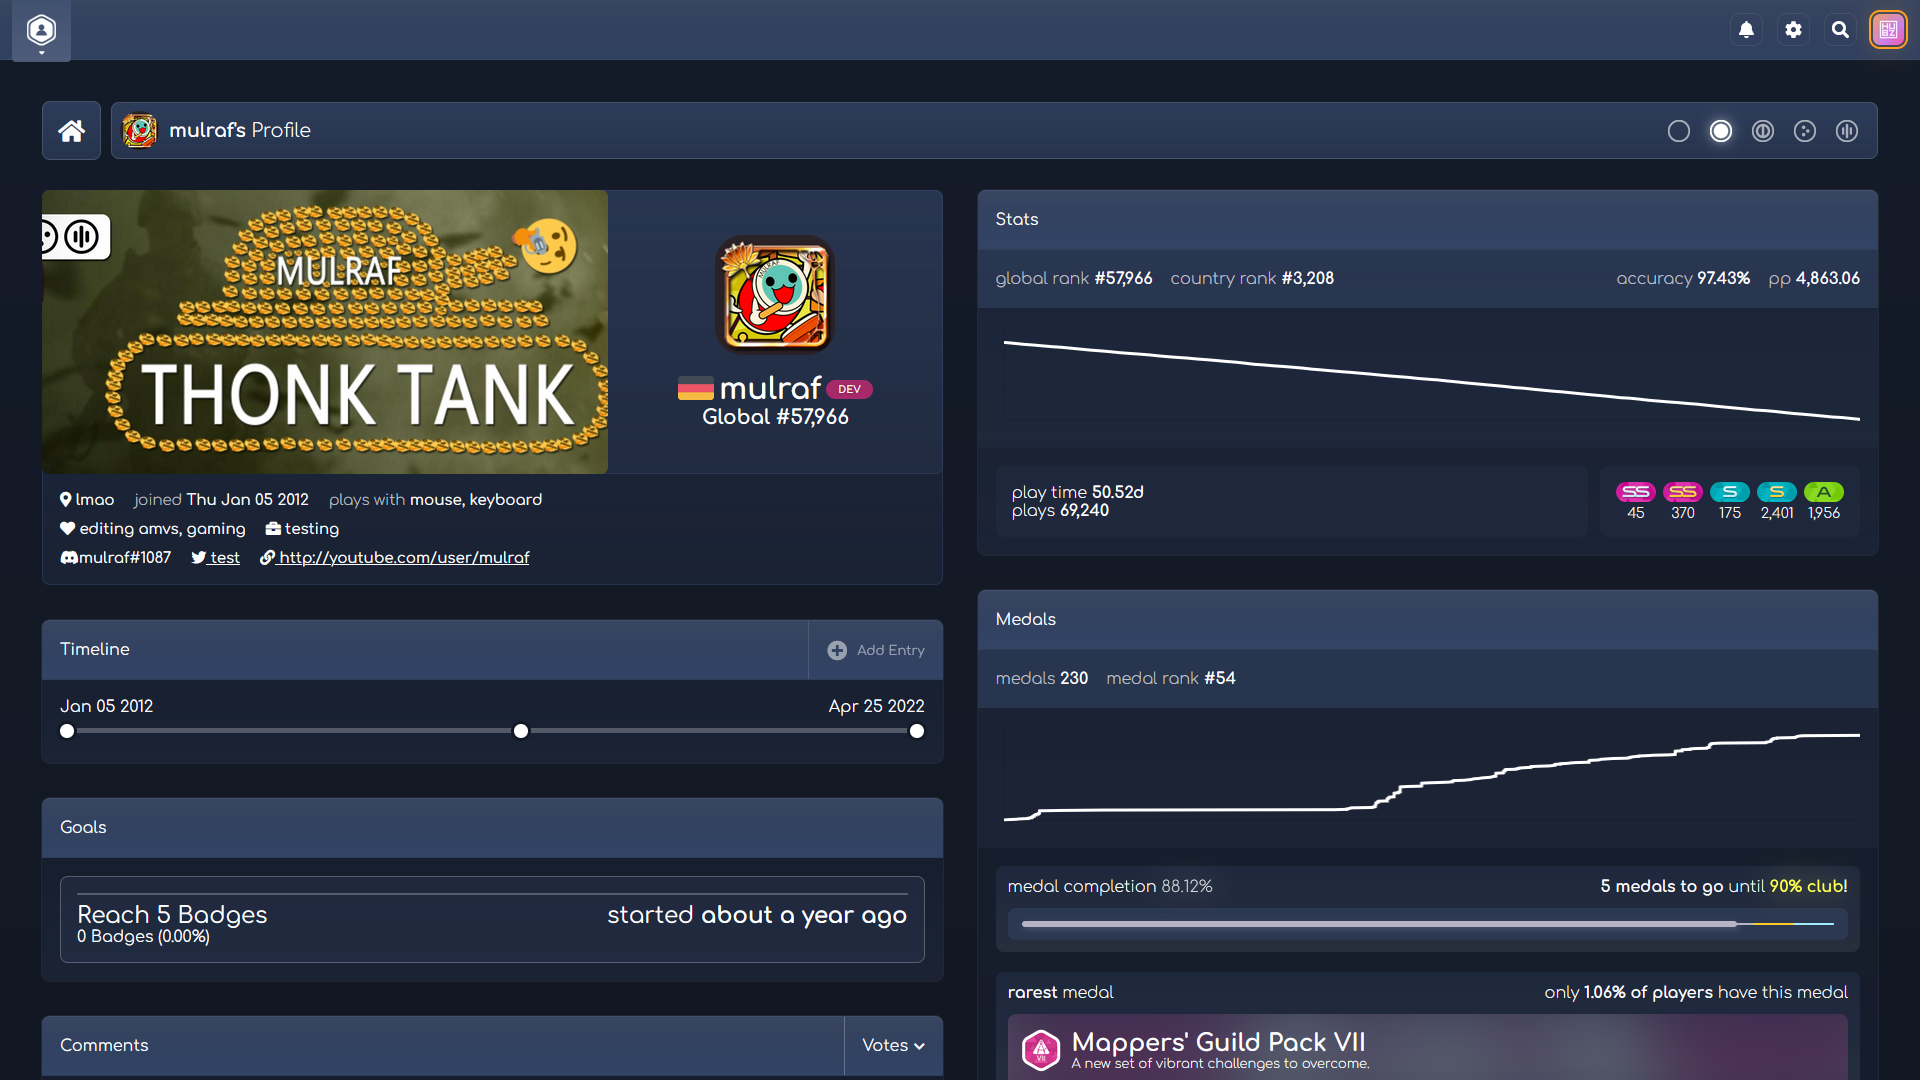 HU
BZ
mulraf's Profile
MULRAF
THONK TANK
mulraf DEV
Global #57,966
lmao joined Thu Jan 05 2012 plays with mouse, keyboard
editing amvs, gaming testing
mulraf#1087 test http://youtube.com/user/mulraf
Timeline
Add Entry
Jan 05 2012 Apr 25 2022
Goals
Reach 5 Badges started about a year ago
0 Badges (0.00%)
Comments
Votes
Stats
global rank #57,966 country rank #3,208 accuracy 97.43% pp 4,863.06
play time 50.52d
plays 69,240
SS SS S S A
45 370 175 2,401 1,956
Medals
medals 230 medal rank #54
medal completion 88.12% 5 medals to go until 90% club!
rarest medal only 1.06% of players have this medal
VII
Mappers' Guild Pack VII
A new set of vibrant challenges to overcome.